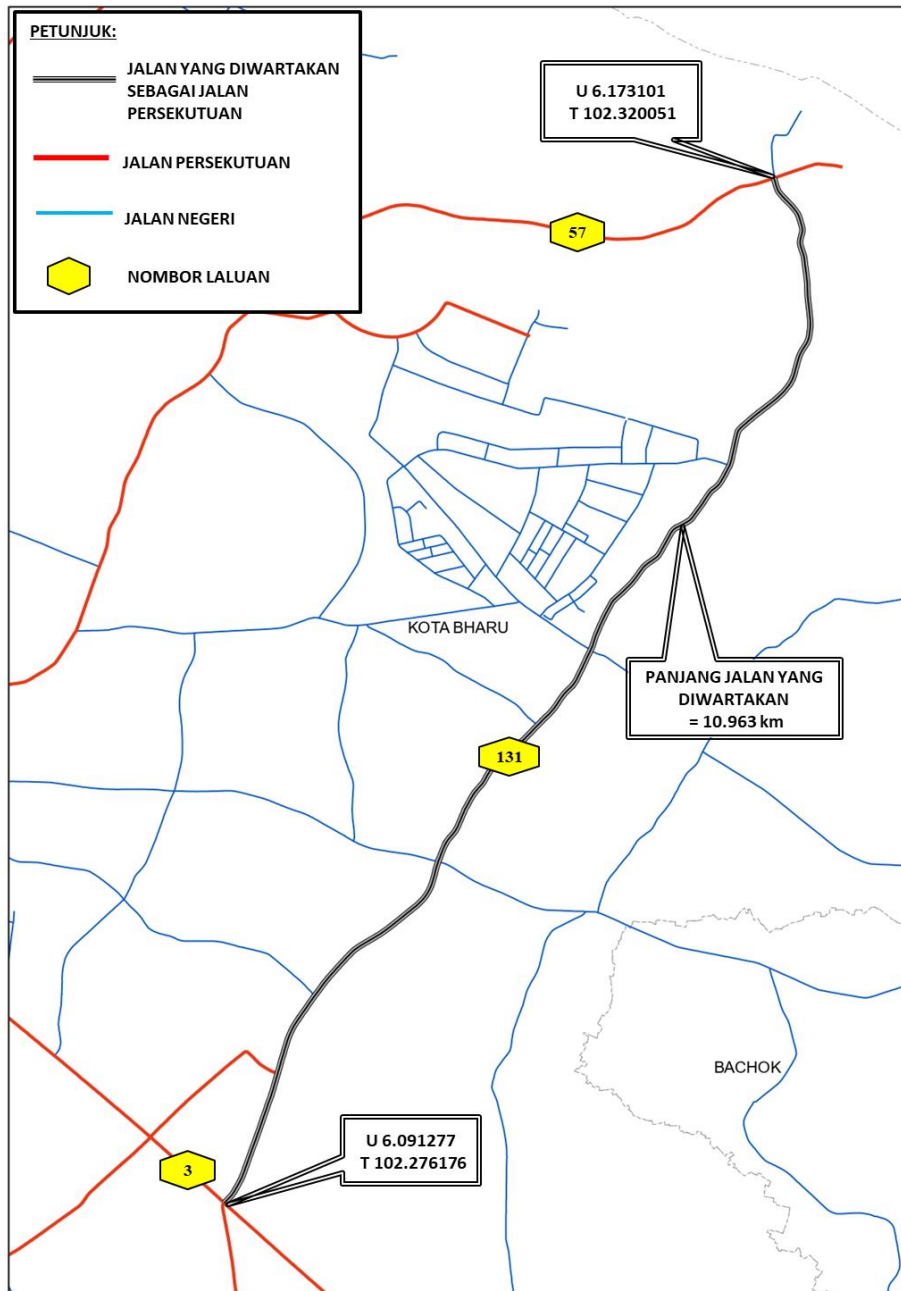 PETUNJUK:
JALAN YANG DIWARTAKAN
SEBAGAI JALAN
PERSEKUTUAN
JALAN PERSEKUTUAN
JALAN NEGERI
NOMBOR LALUAN
U 6.173101
T 102.320051
57
KOTA BHARU
PANJANG JALAN YANG
DIWARTAKAN
= 10.963 km
131
BACHOK
U 6.091277
T 102.276176
3